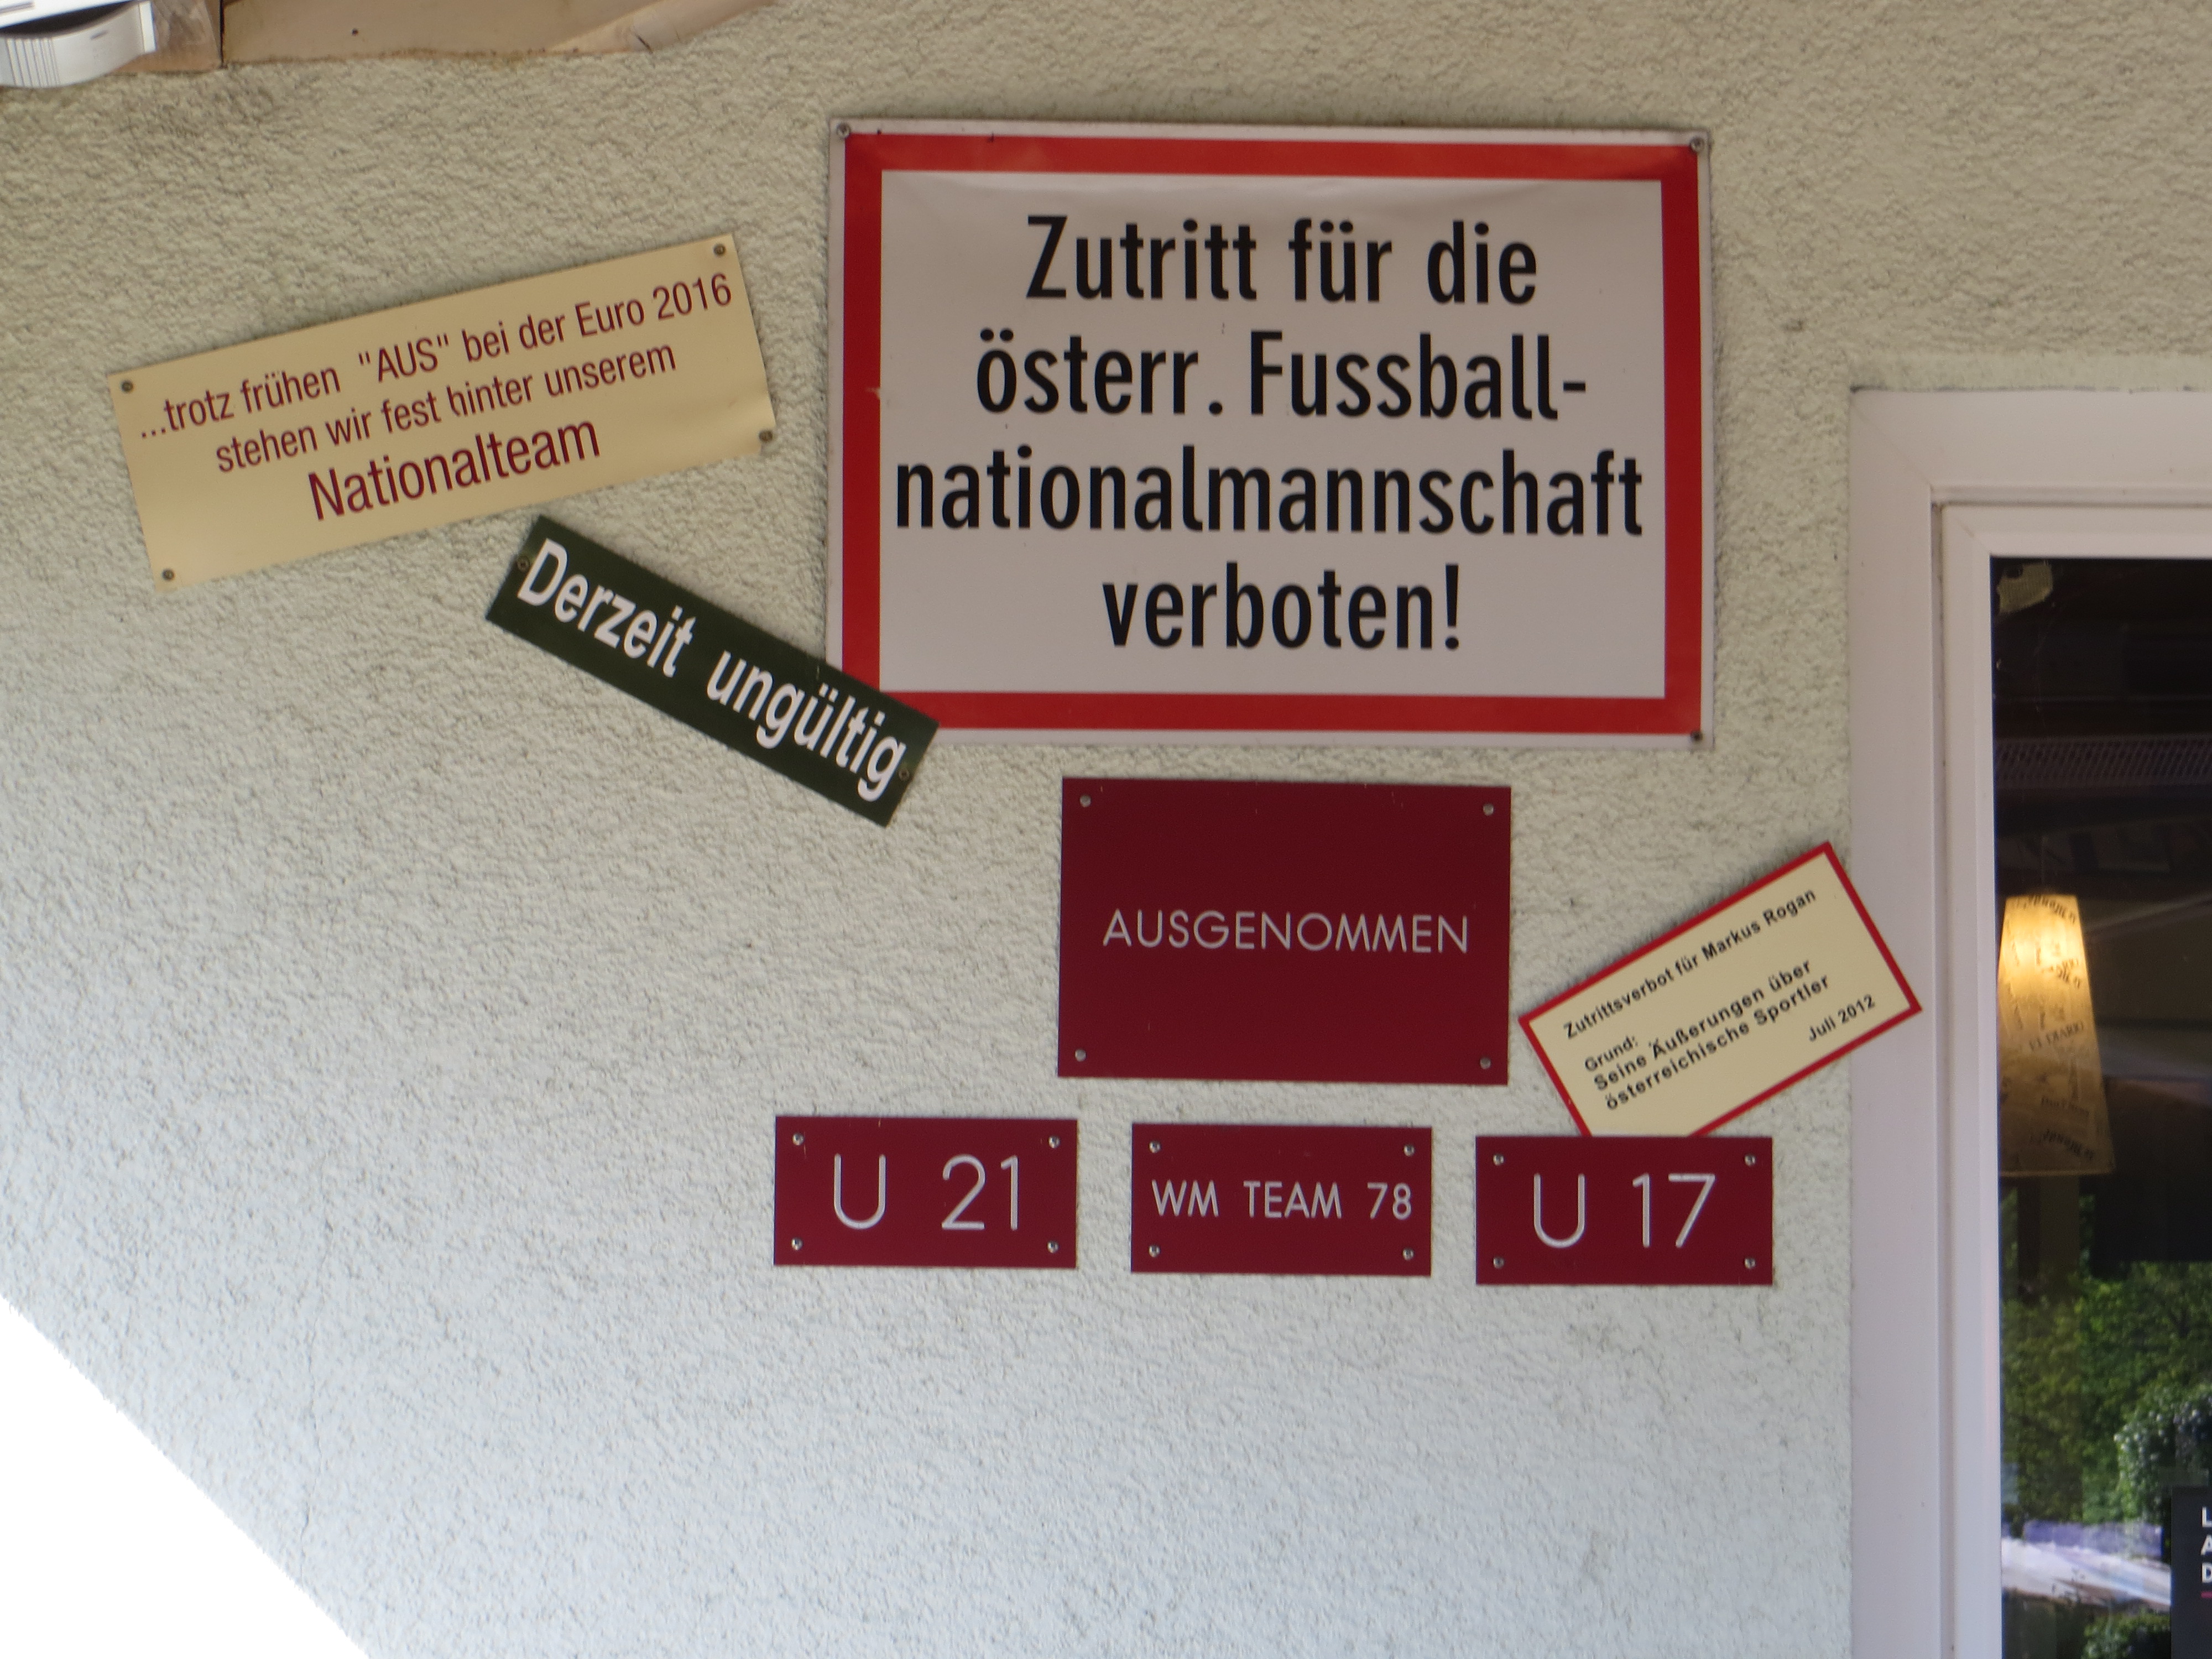 ...trotz frühen "AUS" bei der Euro 2016
stehen wir fest hinter unserem
Nationalteam
Derzeit ungültig
Zutritt für die
österr. Fussball-
nationalmannschaft
verboten!
AUSGENOMMEN
Zutrittsverbot für Markus Rogan
Grund:
Seine Äußerungen über
österreichische Sportler
Juli 2012
U 21
WM TEAM 78
U 17